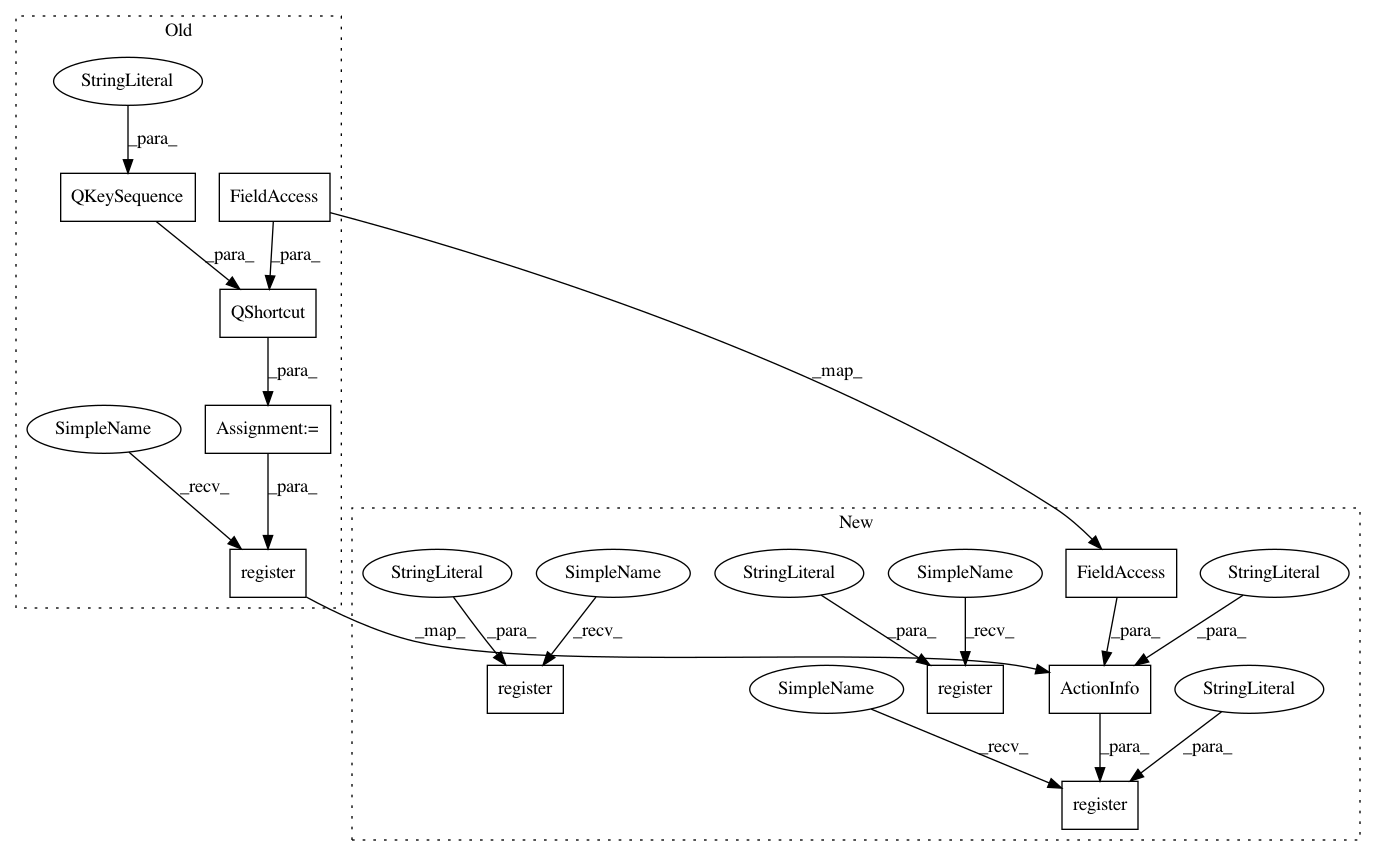 Old
StringLiteral
_para_
QKeySequence
FieldAccess
_para_
_para_
QShortcut
_map_
_para_
SimpleName
Assignment:=
_recv_
_para_
New
register
StringLiteral
SimpleName
StringLiteral
SimpleName
FieldAccess
StringLiteral
_map_
_para_
_recv_
_para_
_recv_
_para_
_para_
register
SimpleName
register
ActionInfo
StringLiteral
_recv_
_para_
_para_
register